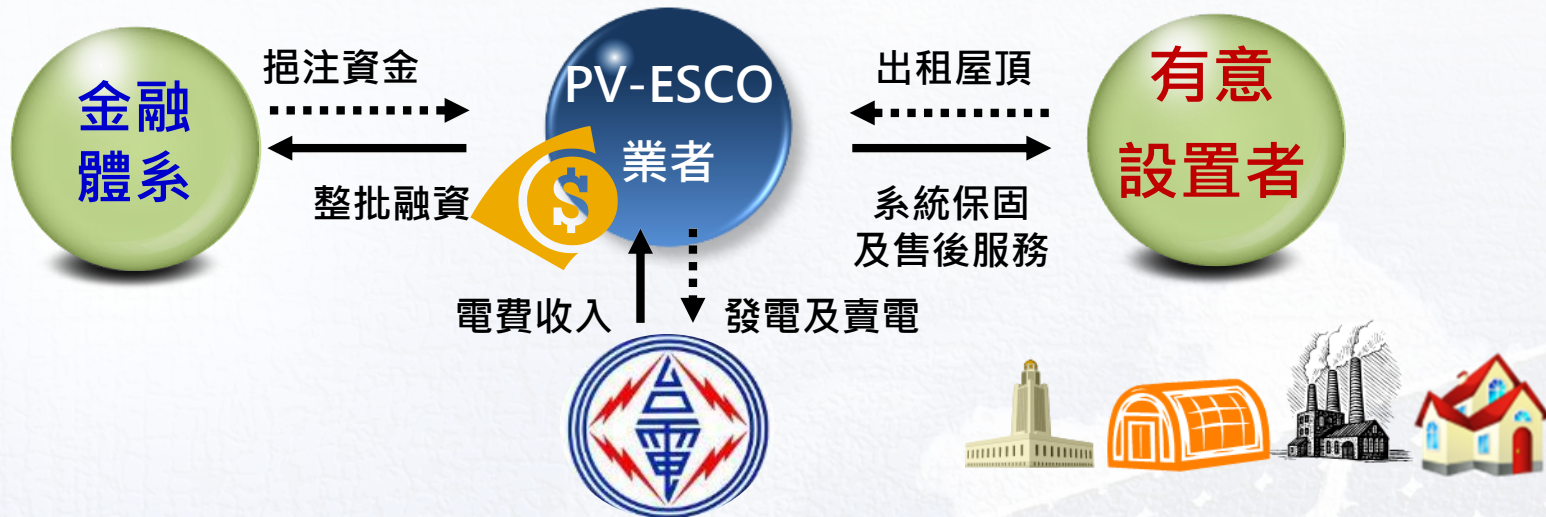 金融
體系
挹注資金
整批融資
PV-ESCO
業者
$
出租屋頂
系統保固
及售後服務
有意
設置者
電費收入
發電及賣電
台電